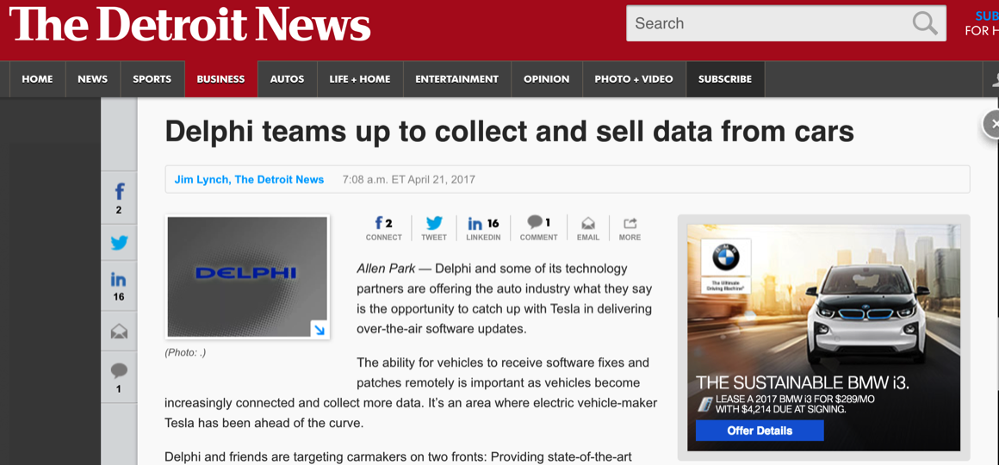 The Detroit News
Search
SUB
FOR H
HOME
NEWS
SPORTS
BUSINESS
AUTOS
LIFE + HOME
ENTERTAINMENT
OPINION
PHOTO + VIDEO
SUBSCRIBE
Delphi teams up to collect and sell data from cars
Jim Lynch, The Detroit News 7:08 a.m. ET April 21, 2017
2
16
1
DELPHI
(Photo: .)
2
CONNECT
TWEET
16
LINKEDIN
1
COMMENT
EMAIL
MORE
Allen Park — Delphi and some of its technology
partners are offering the auto industry what they say
is the opportunity to catch up with Tesla in delivering
over-the-air software updates.
The ability for vehicles to receive software fixes and
patches remotely is important as vehicles become
increasingly connected and collect more data. It’s an area where electric vehicle-maker
Tesla has been ahead of the curve.
Delphi and friends are targeting carmakers on two fronts: Providing state-of-the-art
BMW
The Ultimate
Driving Machine®
THE SUSTAINABLE BMW i3.
LEASE A 2017 BMW i3 FOR $289/MO
WITH $4,214 DUE AT SIGNING.
Offer Details